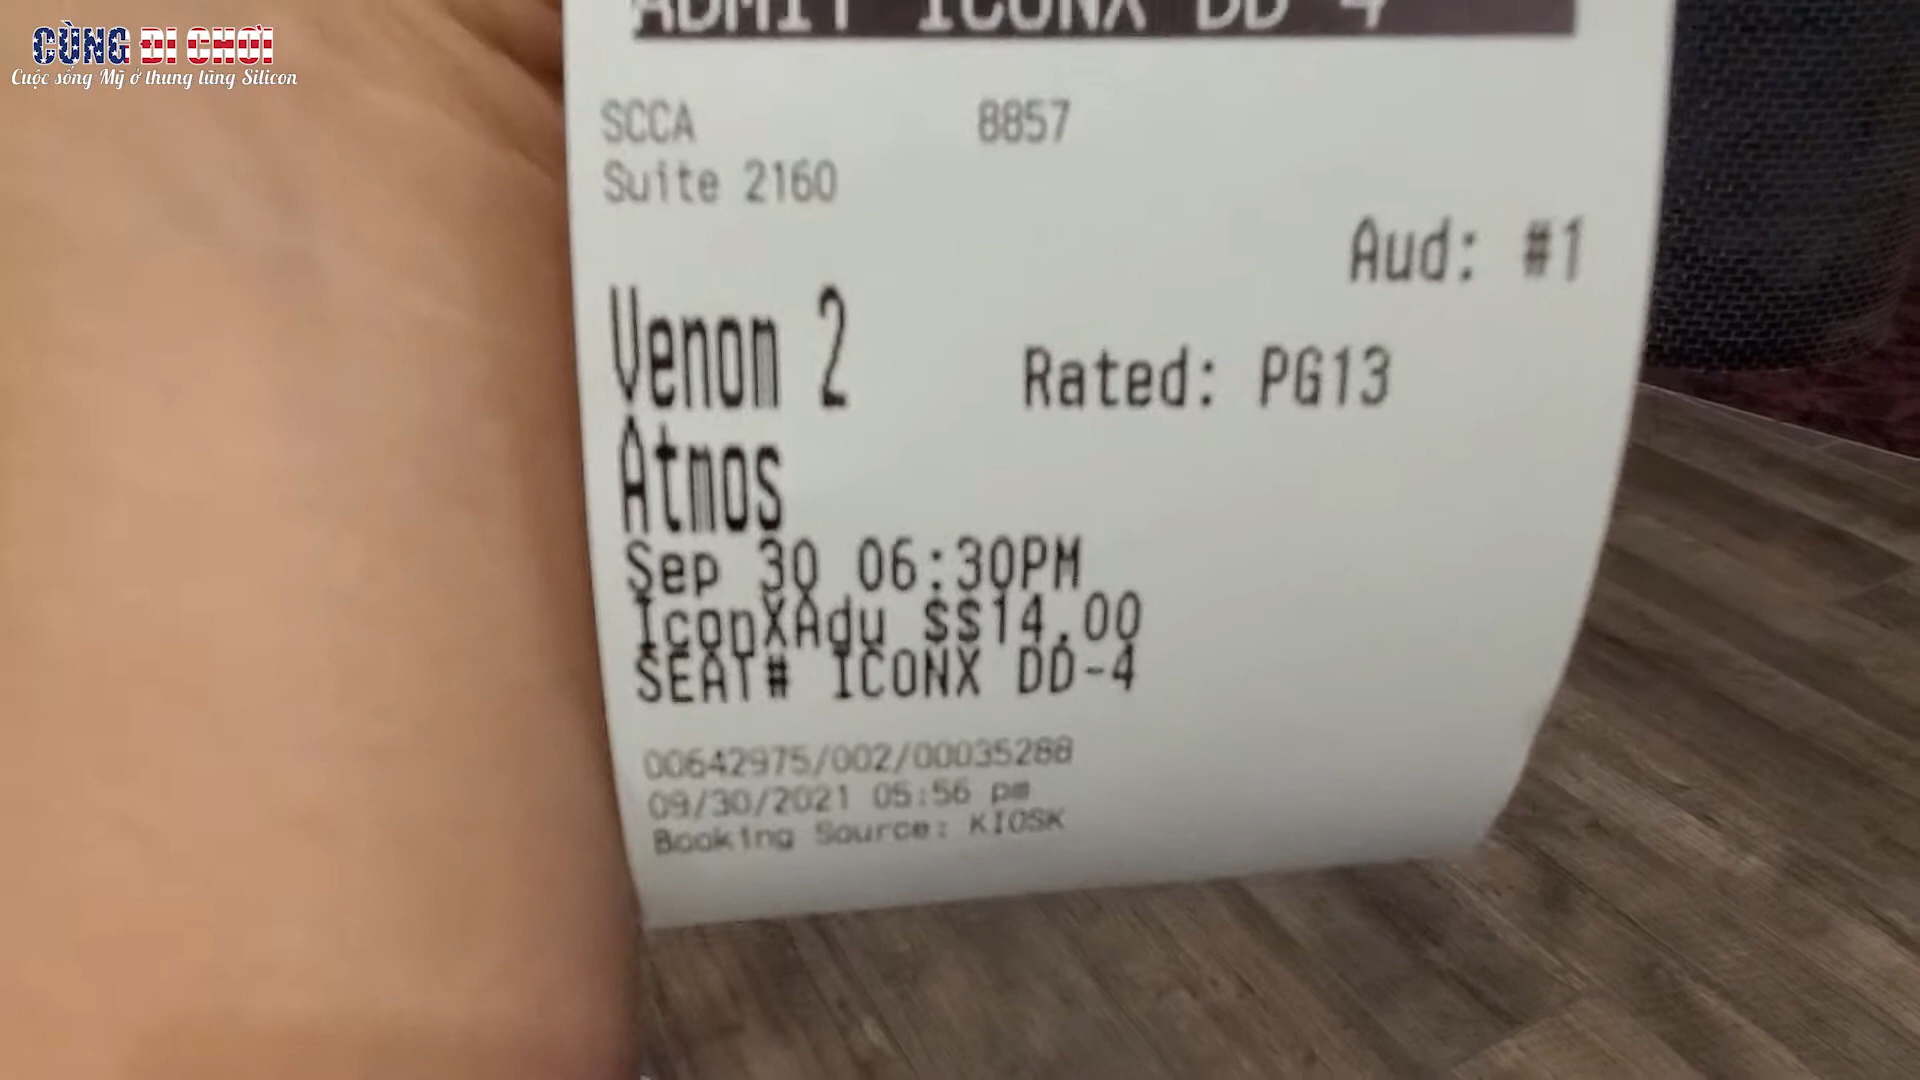 CÙNG ĐI CHƠI
Cuộc sống Mỹ ở thung lũng Silicon
ADMIT ICONX DD-4
SCCA 8857
Suite 2160
Aud: #1
Venom 2 Rated: PG13
Atmos
Sep 30 06:30PM
IconXAdu $s14.00
SEAT# ICONX DD-4
00642975/002/00035288
09/30/2021 05:56 pm
Booking Source: KIOSK